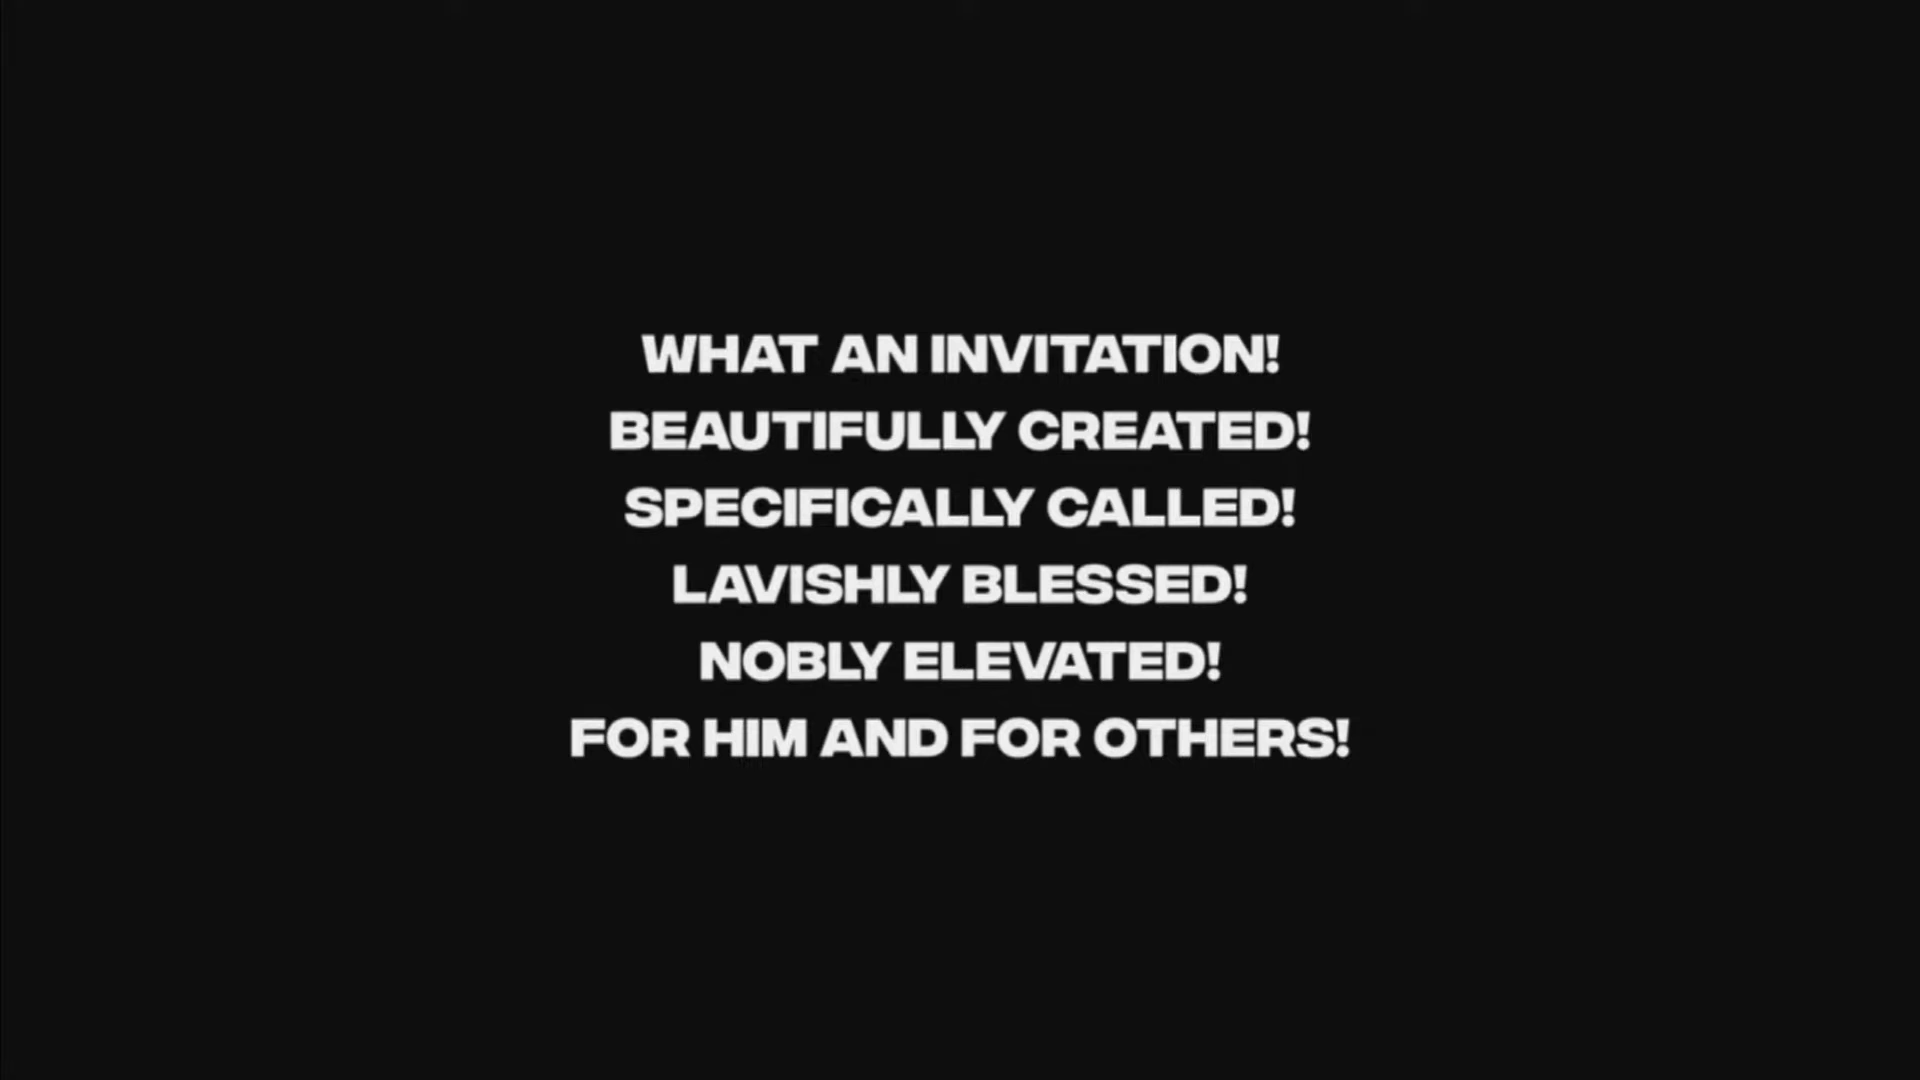 WHAT AN INVITATION!
BEAUTIFULLY CREATED!
SPECIFICALLY CALLED!
LAVISHLY BLESSED!
NOBLY ELEVATED!
FOR HIM AND FOR OTHERS!